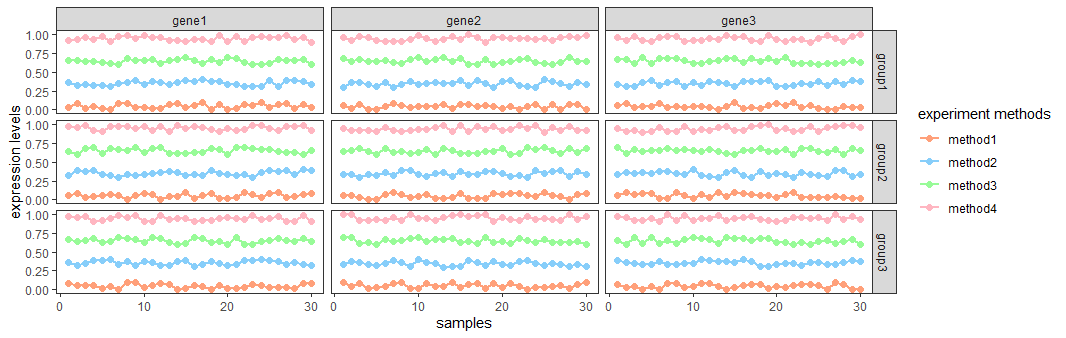 gene1 gene2 gene3
expression levels
1.00
0.75
0.50
0.25
0.00
group1
1.00
0.75
0.50
0.25
0.00
group2
1.00
0.75
0.50
0.25
0.00
group3
0 10 20 30 0 10 20 30 0 10 20 30
samples
experiment methods
method1
method2
method3
method4